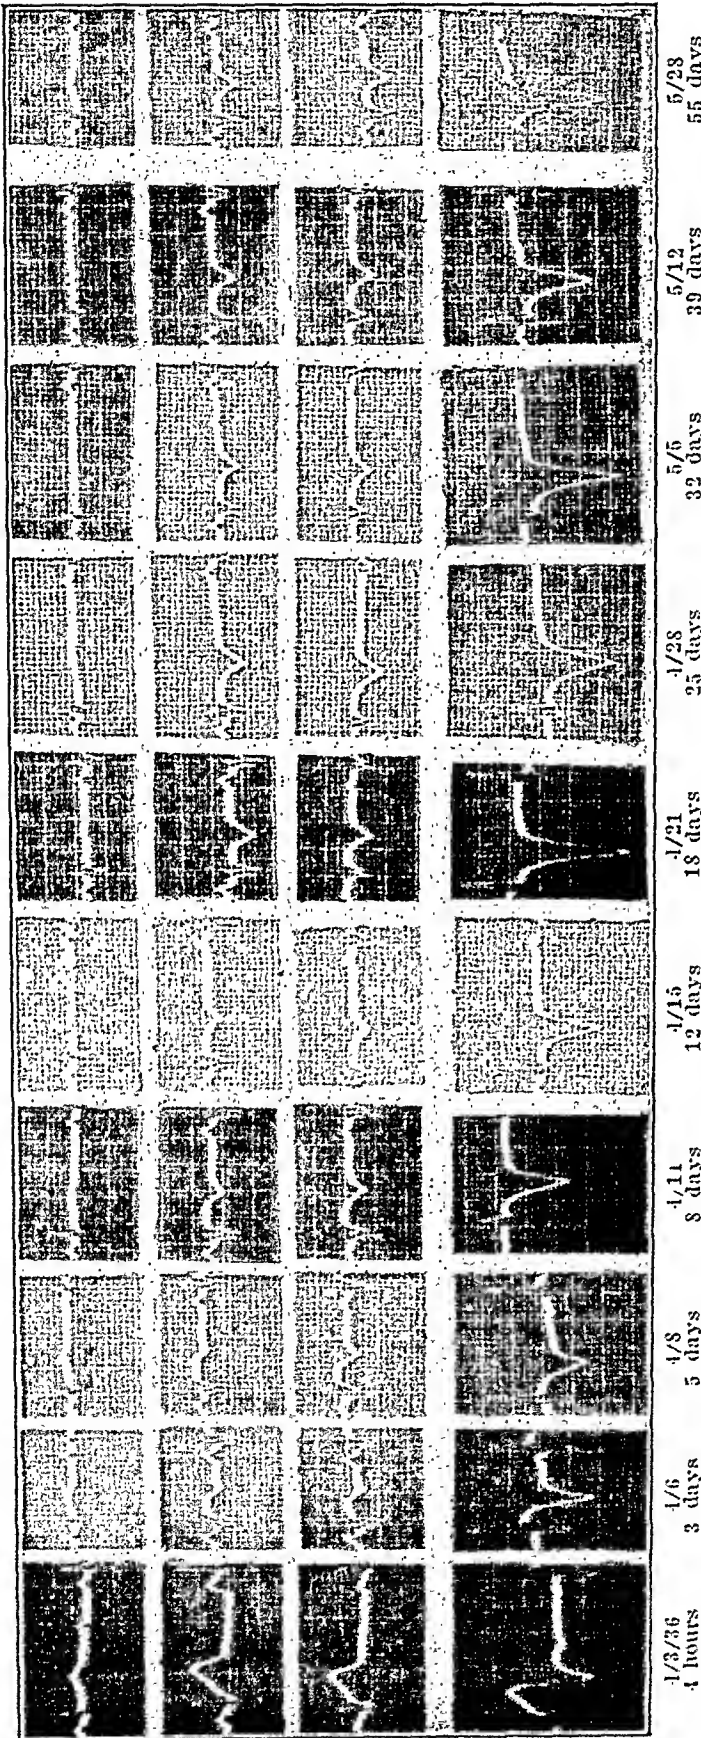 4/3/36
4 hours
4/6
3 days
4/8
5 days
4/11
8 days
4/15
12 days
4/21
18 days
4/28
25 days
5/5
32 days
5/12
39 days
5/28
55 days